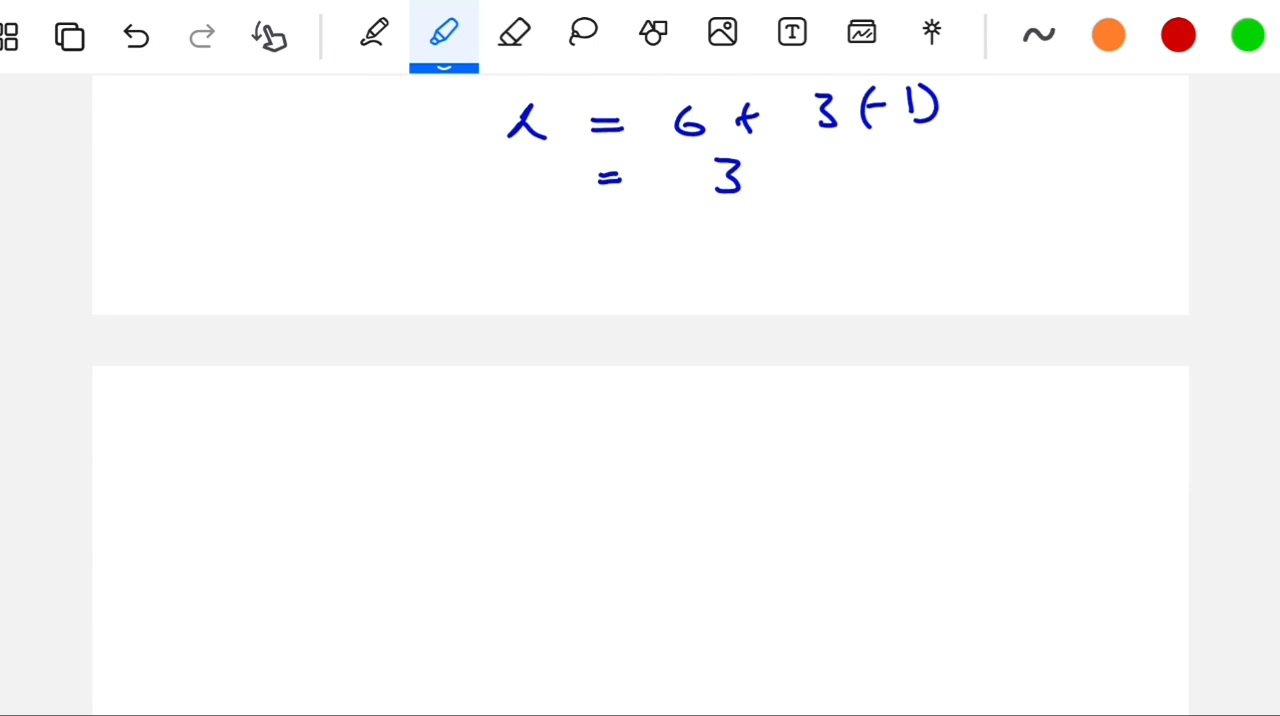 λ = 6 + 3 (-1)
= 3